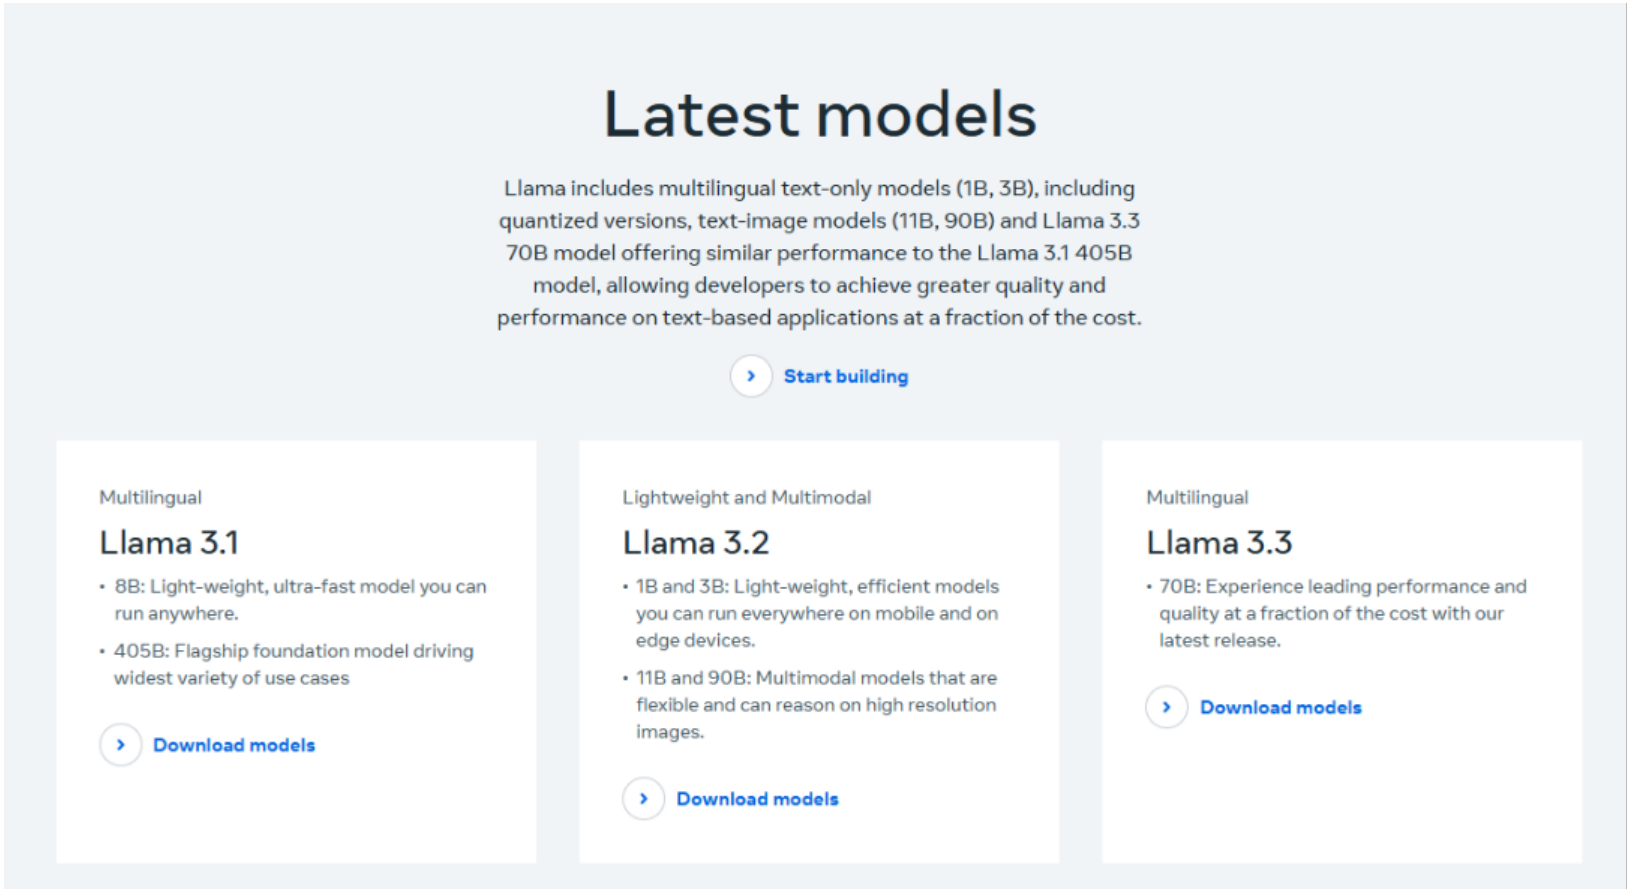 Latest models
Llama includes multilingual text-only models (1B, 3B), including
quantized versions, text-image models (11B, 90B) and Llama 3.3
70B model offering similar performance to the Llama 3.1 405B
model, allowing developers to achieve greater quality and
performance on text-based applications at a fraction of the cost.
Start building
Multilingual
Llama 3.1
• 8B: Light-weight, ultra-fast model you can
run anywhere.
• 405B: Flagship foundation model driving
widest variety of use cases
Download models
Lightweight and Multimodal
Llama 3.2
• 1B and 3B: Light-weight, efficient models
you can run everywhere on mobile and on
edge devices.
• 11B and 90B: Multimodal models that are
flexible and can reason on high resolution
images.
Download models
Multilingual
Llama 3.3
• 70B: Experience leading performance and
quality at a fraction of the cost with our
latest release.
Download models